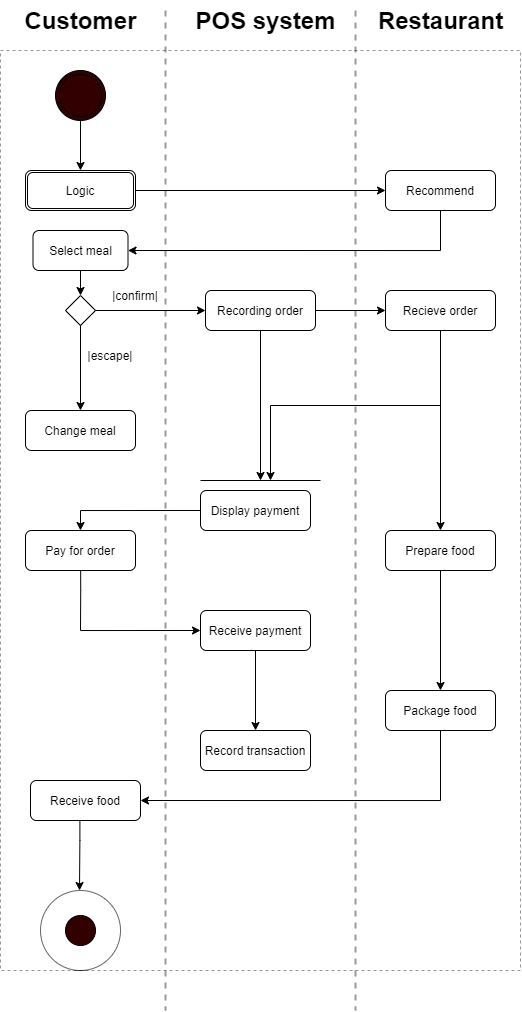 Customer
POS system
Restaurant
Logic
Recommend
Select meal
|confirm|
Recording order
Recieve order
|escape|
Change meal
Display payment
Pay for order
Prepare food
Receive payment
Package food
Record transaction
Receive food